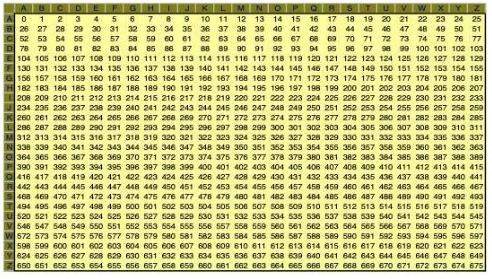 A B C D E F G H I J K L M N O P Q R S T U V W X Y Z
A 0 1 2 3 4 5 6 7 8 9 10 11 12 13 14 15 16 17 18 19 20 21 22 23 24 25
B 26 27 28 29 30 31 32 33 34 35 36 37 38 39 40 41 42 43 44 45 46 47 48 49 50 51
C 52 53 54 55 56 57 58 59 60 61 62 63 64 65 66 67 68 69 70 71 72 73 74 75 76 77
D 78 79 80 81 82 83 84 85 86 87 88 89 90 91 92 93 94 95 96 97 98 99 100 101 102 103
E 104 105 106 107 108 109 110 111 112 113 114 115 116 117 118 119 120 121 122 123 124 125 126 127 128 129
F 130 131 132 133 134 135 136 137 138 139 140 141 142 143 144 145 146 147 148 149 150 151 152 153 154 155
G 156 157 158 159 160 161 162 163 164 165 166 167 168 169 170 171 172 173 174 175 176 177 178 179 180 181
H 182 183 184 185 186 187 188 189 190 191 192 193 194 195 196 197 198 199 200 201 202 203 204 205 206 207
I 208 209 210 211 212 213 214 215 216 217 218 219 220 221 222 223 224 225 226 227 228 229 230 231 232 233
J 234 235 236 237 238 239 240 241 242 243 244 245 246 247 248 249 250 251 252 253 254 255 256 257 258 259
K 260 261 262 263 264 265 266 267 268 269 270 271 272 273 274 275 276 277 278 279 280 281 282 283 284 285
L 286 287 288 289 290 291 292 293 294 295 296 297 298 299 300 301 302 303 304 305 306 307 308 309 310 311
M 312 313 314 315 316 317 318 319 320 321 322 323 324 325 326 327 328 329 330 331 332 333 334 335 336 337
N 338 339 340 341 342 343 344 345 346 347 348 349 350 351 352 353 354 355 356 357 358 359 360 361 362 363
O 364 365 366 367 368 369 370 371 372 373 374 375 376 377 378 379 380 381 382 383 384 385 386 387 388 389
P 390 391 392 393 394 395 396 397 398 399 400 401 402 403 404 405 406 407 408 409 410 411 412 413 414 415
Q 416 417 418 419 420 421 422 423 424 425 426 427 428 429 430 431 432 433 434 435 436 437 438 439 440 441
R 442 443 444 445 446 447 448 449 450 451 452 453 454 455 456 457 458 459 460 461 462 463 464 465 466 467
S 468 469 470 471 472 473 474 475 476 477 478 479 480 481 482 483 484 485 486 487 488 489 490 491 492 493
T 494 495 496 497 498 499 500 501 502 503 504 505 506 507 508 509 510 511 512 513 514 515 516 517 518 519
U 520 521 522 523 524 525 526 527 528 529 530 531 532 533 534 535 536 537 538 539 540 541 542 543 544 545
V 546 547 548 549 550 551 552 553 554 555 556 557 558 559 560 561 562 563 564 565 566 567 568 569 570 571
W 572 573 574 575 576 577 578 579 580 581 582 583 584 585 586 587 588 589 590 591 592 593 594 595 596 597
X 598 599 600 601 602 603 604 605 606 607 608 609 610 611 612 613 614 615 616 617 618 619 620 621 622 623
Y 624 625 626 627 628 629 630 631 632 633 634 635 636 637 638 639 640 641 642 643 644 645 646 647 648 649
Z 650 651 652 653 654 655 656 657 658 659 660 661 662 663 664 665 666 667 668 669 670 671 672 673 674 675